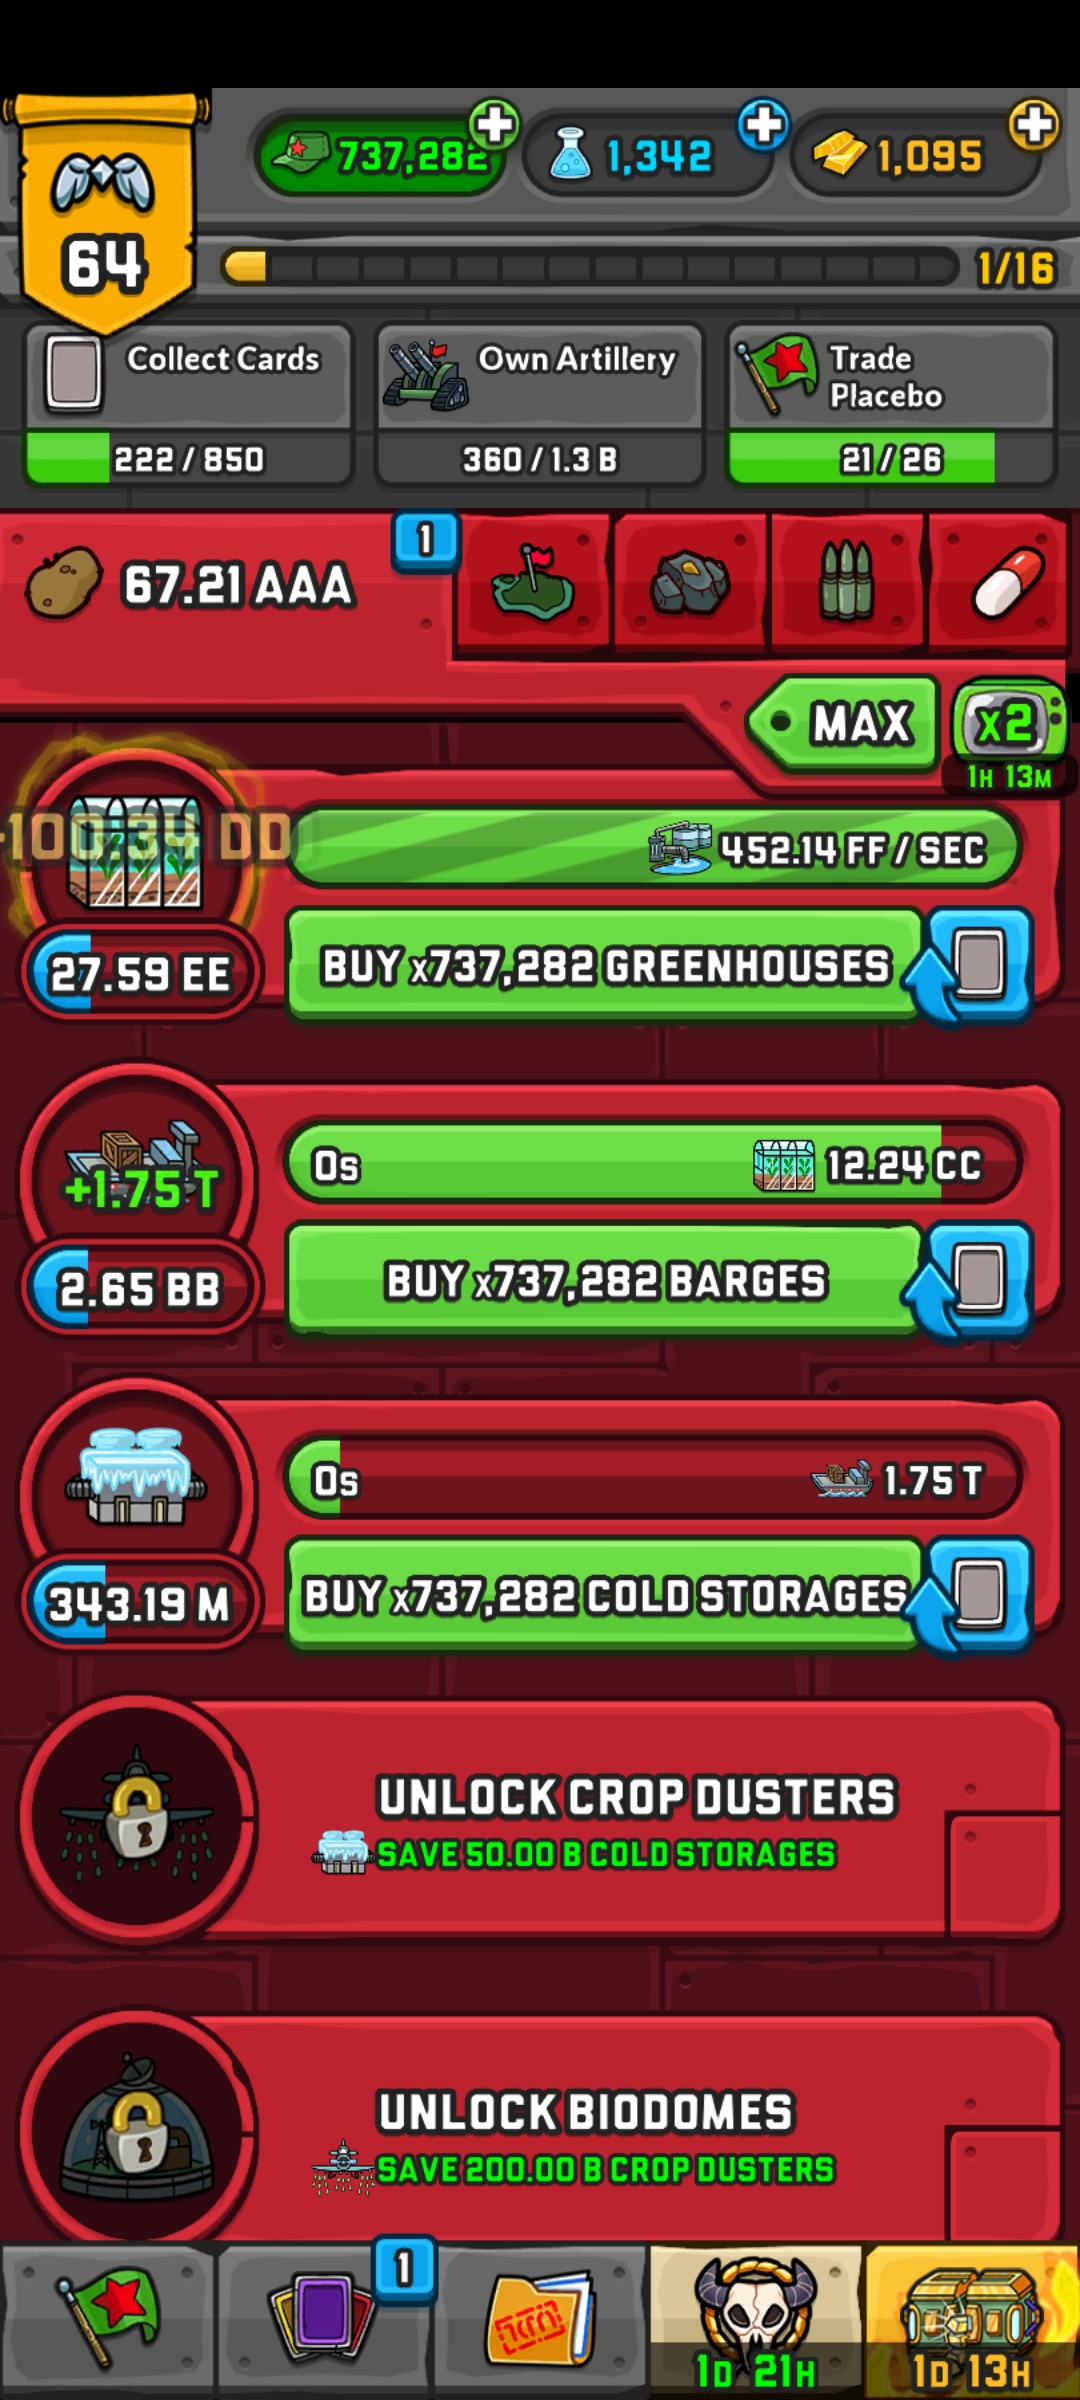 64
737,282
1,342
1,095
1/16
Collect Cards
222 / 850
Own Artillery
360 / 1.3 B
Trade
Placebo
21 / 26
67.21 AAA
1
MAX
x2
1H 13M
100.34 DD
452.14 FF / SEC
27.59 EE
BUY x737,282 GREENHOUSES
+1.75 T
0s
12.24 CC
2.65 BB
BUY x737,282 BARGES
0s
1.75 T
343.19 M
BUY x737,282 COLD STORAGES
UNLOCK CROP DUSTERS
SAVE 50.00 B COLD STORAGES
UNLOCK BIODOMES
SAVE 200.00 B CROP DUSTERS
1
1D 21H
1D 13H